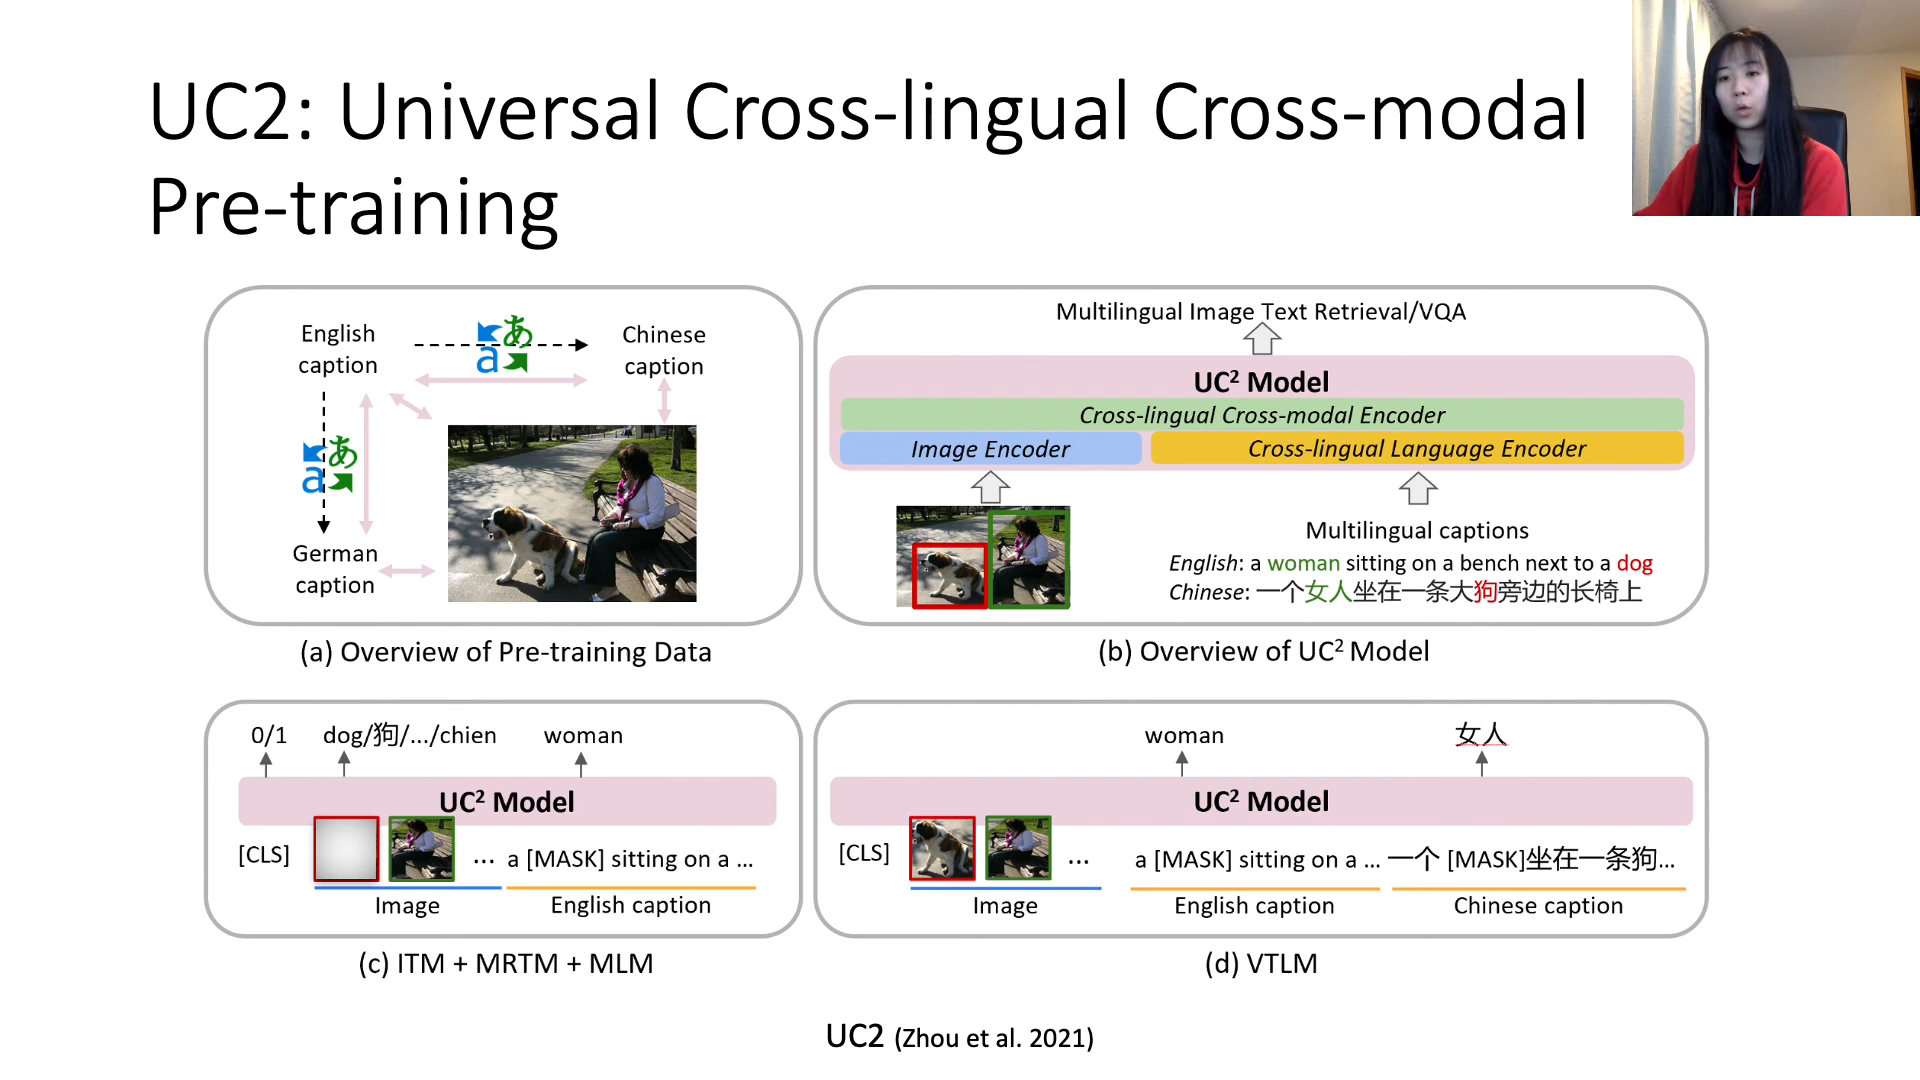 UC2: Universal Cross-lingual Cross-modal
Pre-training
English
caption
あ
a
Chinese
caption
あ
a
German
caption
(a) Overview of Pre-training Data
Multilingual Image Text Retrieval/VQA
UC² Model
Cross-lingual Cross-modal Encoder
Image Encoder
Cross-lingual Language Encoder
Multilingual captions
English: a woman sitting on a bench next to a dog
Chinese: 一个女人坐在一条大狗旁边的长椅上
(b) Overview of UC² Model
0/1
dog/狗/.../chien
woman
UC² Model
[CLS]
... a [MASK] sitting on a ...
Image
English caption
(c) ITM + MRTM + MLM
woman
女人
UC² Model
[CLS]
... a [MASK] sitting on a ... 一个 [MASK]坐在一条狗...
Image
English caption
Chinese caption
(d) VTLM
UC2 (Zhou et al. 2021)